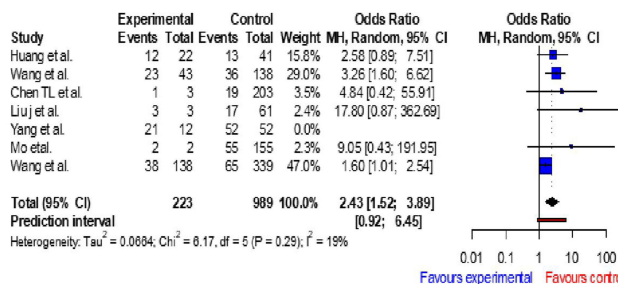 Experimental Control Odds Ratio Odds Ratio
Study Events Total Events Total Weight MH, Random, 95% CI MH, Random, 95% CI
Huang et al. 12 22 13 41 15.8% 2.58 [0.89; 7.51]
Wang et al. 23 43 36 138 29.0% 3.26 [1.60; 6.62]
Chen TL et al. 1 3 19 203 3.5% 4.84 [0.42; 55.91]
Liu j et al. 3 3 17 61 2.3% 17.80 [0.87; 362.69]
Yang et al. 21 12 52 52 0.0%
Mo etal. 2 2 55 155 2.3% 9.05 [0.43; 191.95]
Wang et al. 38 138 65 339 47.0% 1.60 [1.01; 2.54]
Total (95% CI) 223 989 100.0% 2.43 [1.52; 3.89]
Prediction interval [0.92; 6.45]
Heterogeneity: Tau² = 0.0664; Chi² = 6.17, df = 5 (P = 0.29); I² = 19%
0.01 0.1 1 10 100
Favours experimental Favours contro